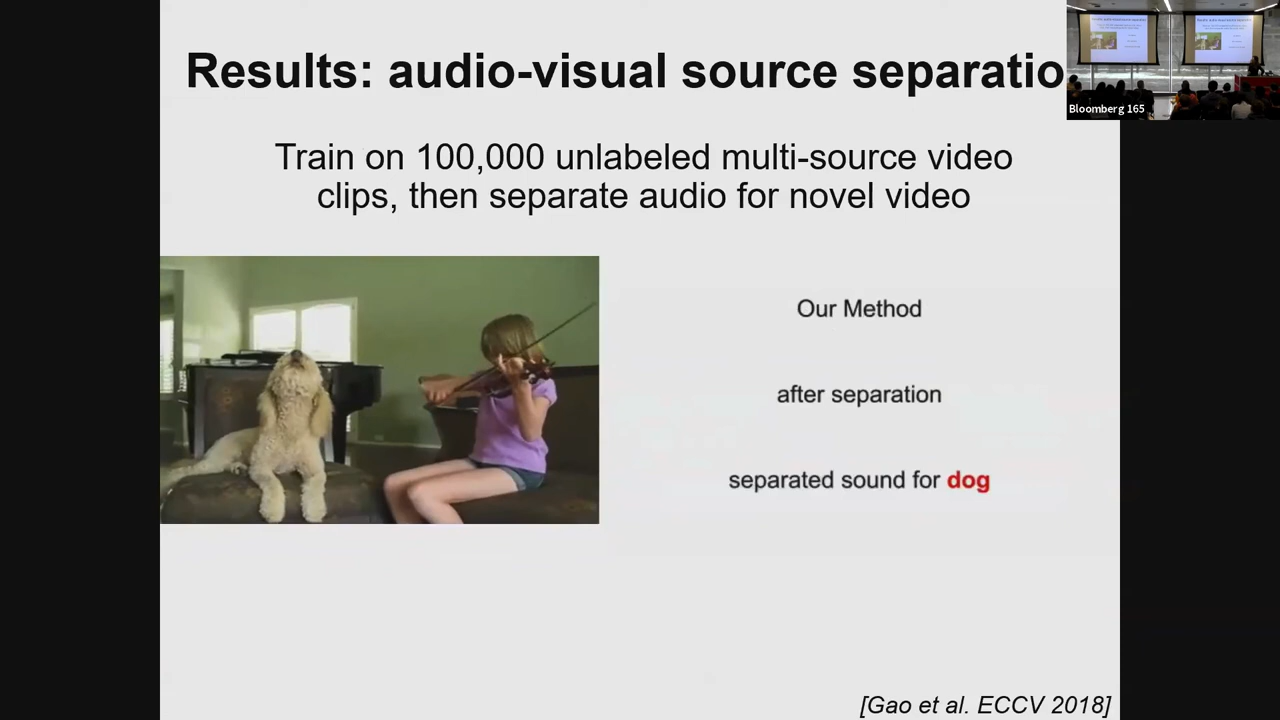 Results: audio-visual source separatio
Bloomberg 165
Train on 100,000 unlabeled multi-source video
clips, then separate audio for novel video
Our Method
after separation
separated sound for dog
[Gao et al. ECCV 2018]